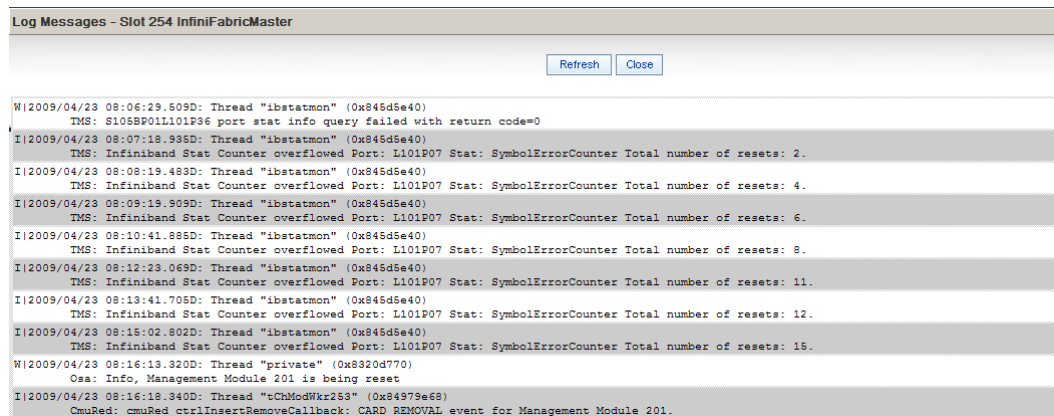 Log Messages - Slot 254 InfiniFabricMaster
Refresh Close
W|2009/04/23 08:06:29.509D: Thread "ibstatmon" (0x845d5e40)
TMS: S105BP01L101P36 port stat info query failed with return code=0
I|2009/04/23 08:07:18.935D: Thread "ibstatmon" (0x845d5e40)
TMS: Infiniband Stat Counter overflowed Port: L101P07 Stat: SymbolErrorCounter Total number of resets: 2.
I|2009/04/23 08:08:19.483D: Thread "ibstatmon" (0x845d5e40)
TMS: Infiniband Stat Counter overflowed Port: L101P07 Stat: SymbolErrorCounter Total number of resets: 4.
I|2009/04/23 08:09:19.909D: Thread "ibstatmon" (0x845d5e40)
TMS: Infiniband Stat Counter overflowed Port: L101P07 Stat: SymbolErrorCounter Total number of resets: 6.
I|2009/04/23 08:10:41.885D: Thread "ibstatmon" (0x845d5e40)
TMS: Infiniband Stat Counter overflowed Port: L101P07 Stat: SymbolErrorCounter Total number of resets: 8.
I|2009/04/23 08:12:23.069D: Thread "ibstatmon" (0x845d5e40)
TMS: Infiniband Stat Counter overflowed Port: L101P07 Stat: SymbolErrorCounter Total number of resets: 11.
I|2009/04/23 08:13:41.705D: Thread "ibstatmon" (0x845d5e40)
TMS: Infiniband Stat Counter overflowed Port: L101P07 Stat: SymbolErrorCounter Total number of resets: 12.
I|2009/04/23 08:15:02.802D: Thread "ibstatmon" (0x845d5e40)
TMS: Infiniband Stat Counter overflowed Port: L101P07 Stat: SymbolErrorCounter Total number of resets: 15.
W|2009/04/23 08:16:13.320D: Thread "private" (0x8320d770)
Osa: Info, Management Module 201 is being reset
I|2009/04/23 08:16:18.340D: Thread "tChModWkr253" (0x84979e68)
CmuRed: cmuRed ctrlInsertRemoveCallback: CARD REMOVAL event for Management Module 201.